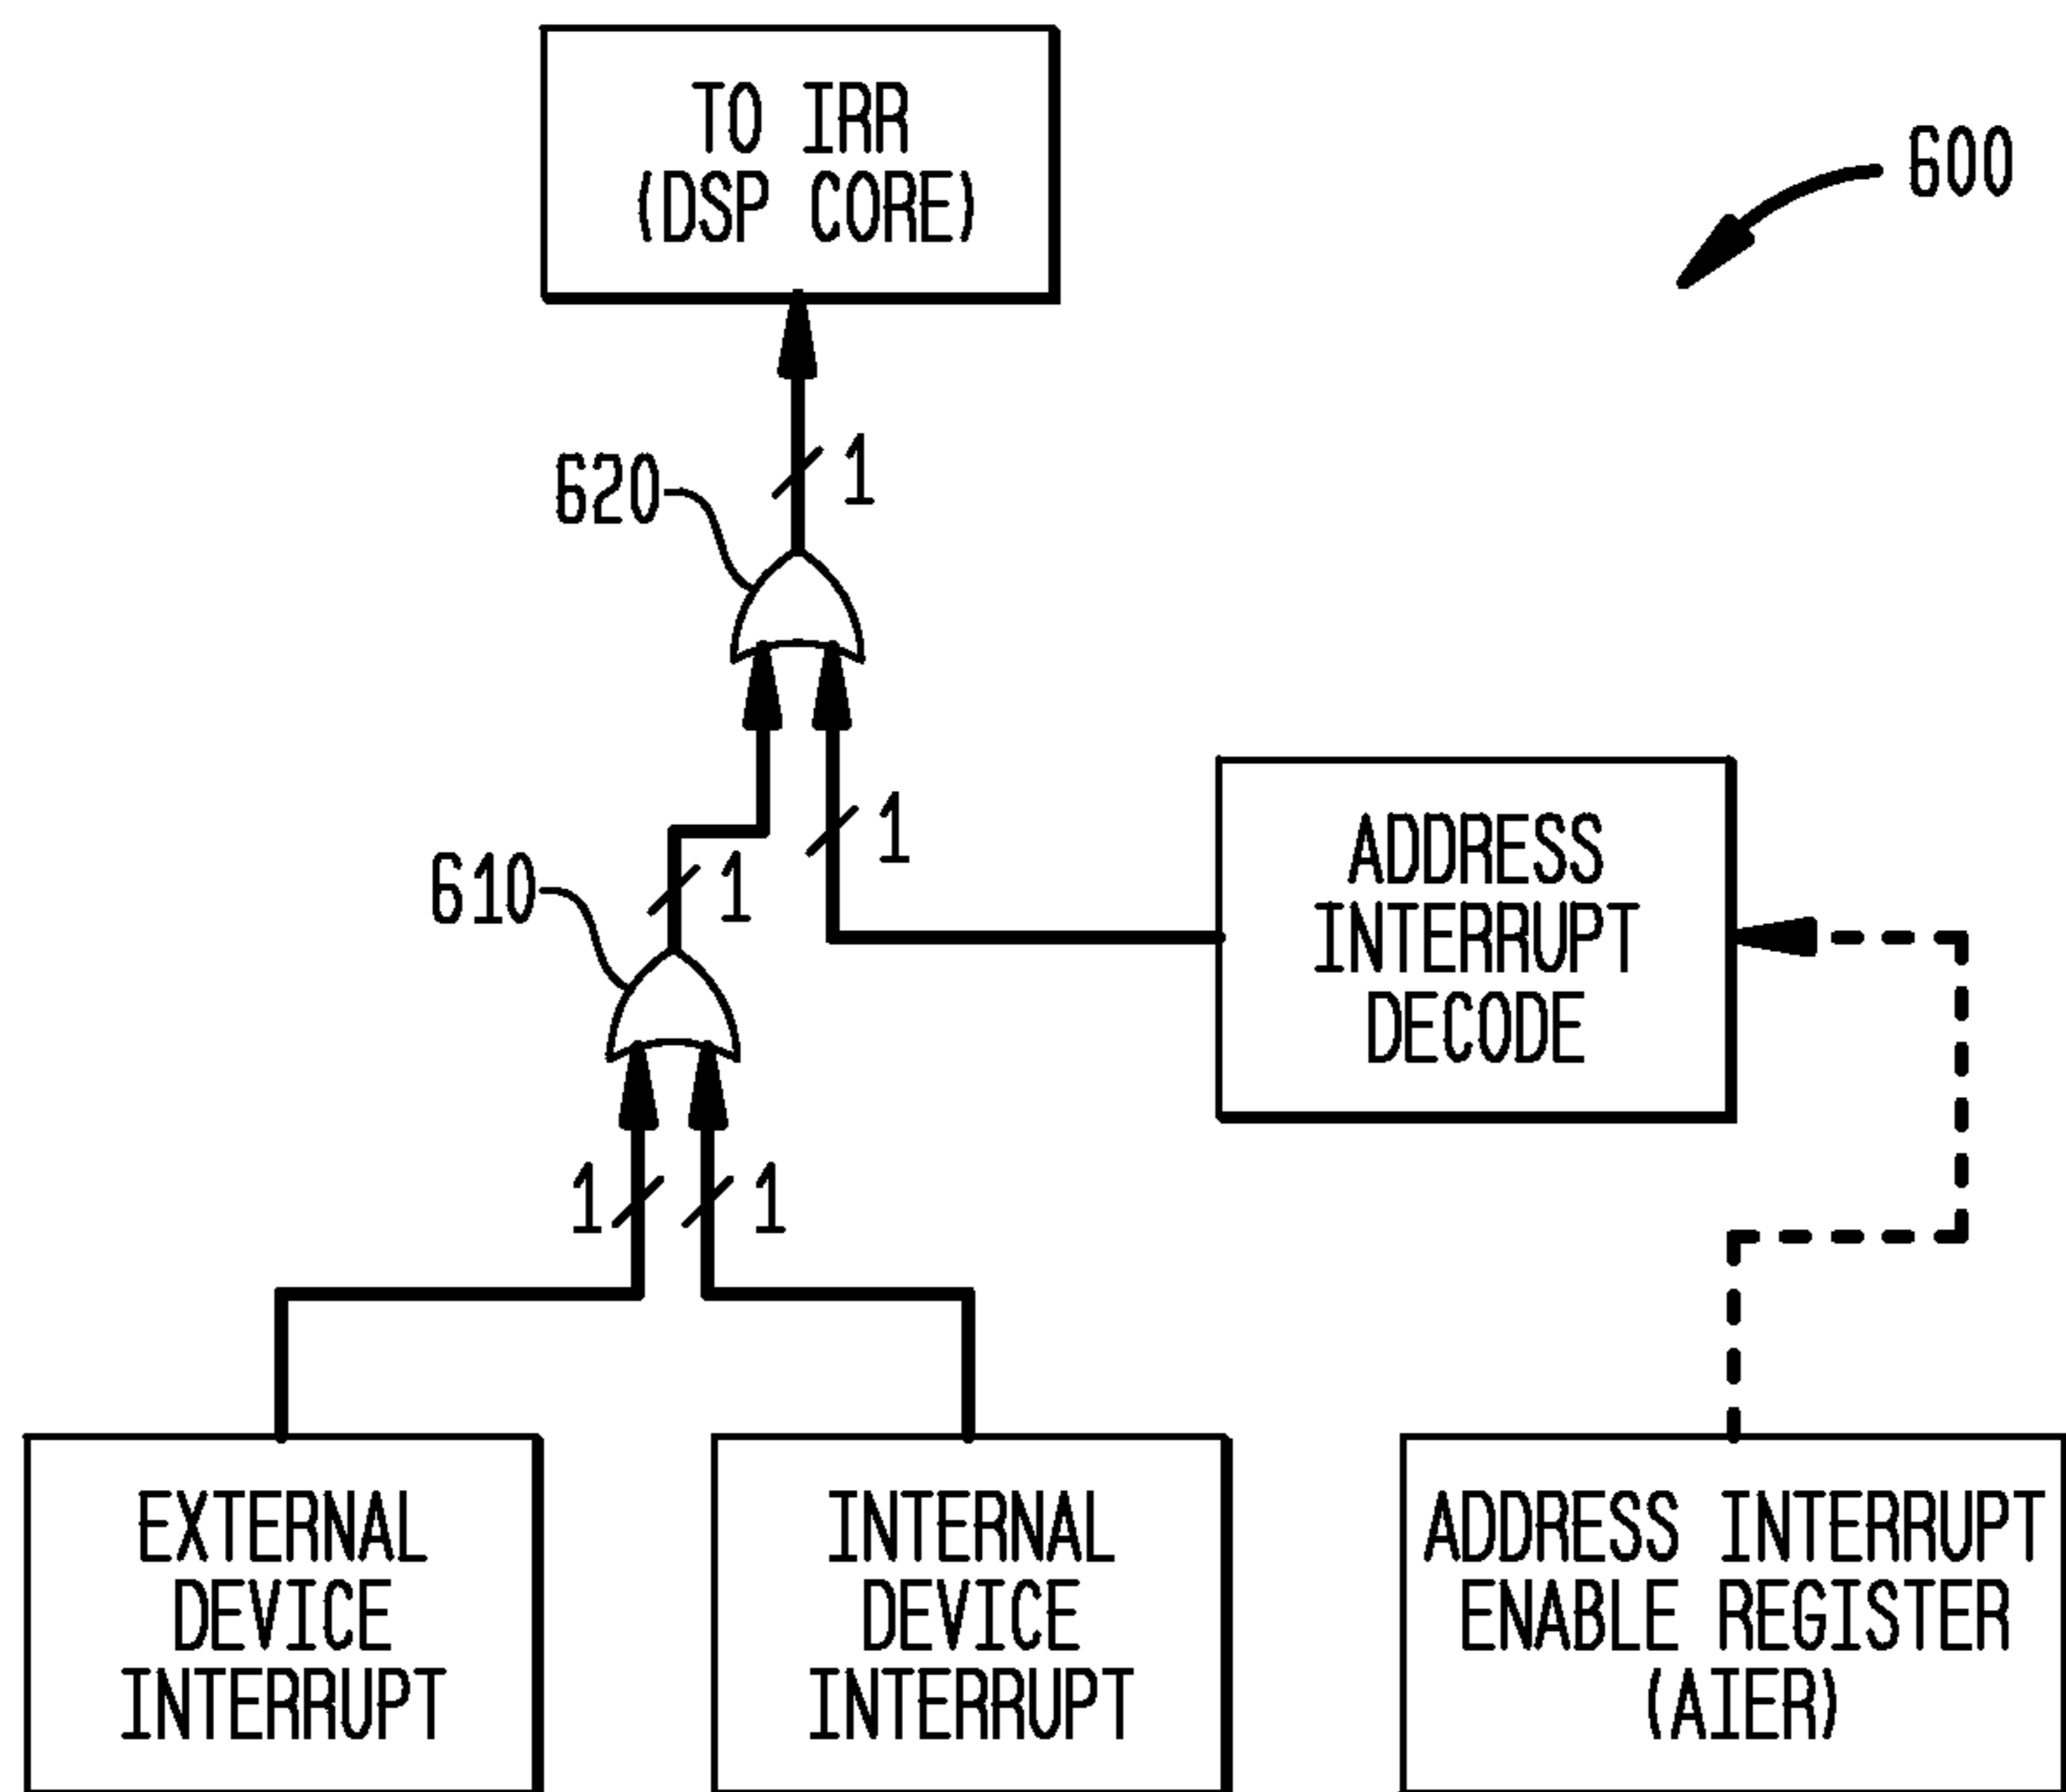 TO IRR
(DSP CORE)
600
620
1
1
1
610
ADDRESS
INTERRUPT
DECODE
1
1
EXTERNAL
DEVICE
INTERRUPT
INTERNAL
DEVICE
INTERRUPT
ADDRESS INTERRUPT
ENABLE REGISTER
(AIER)